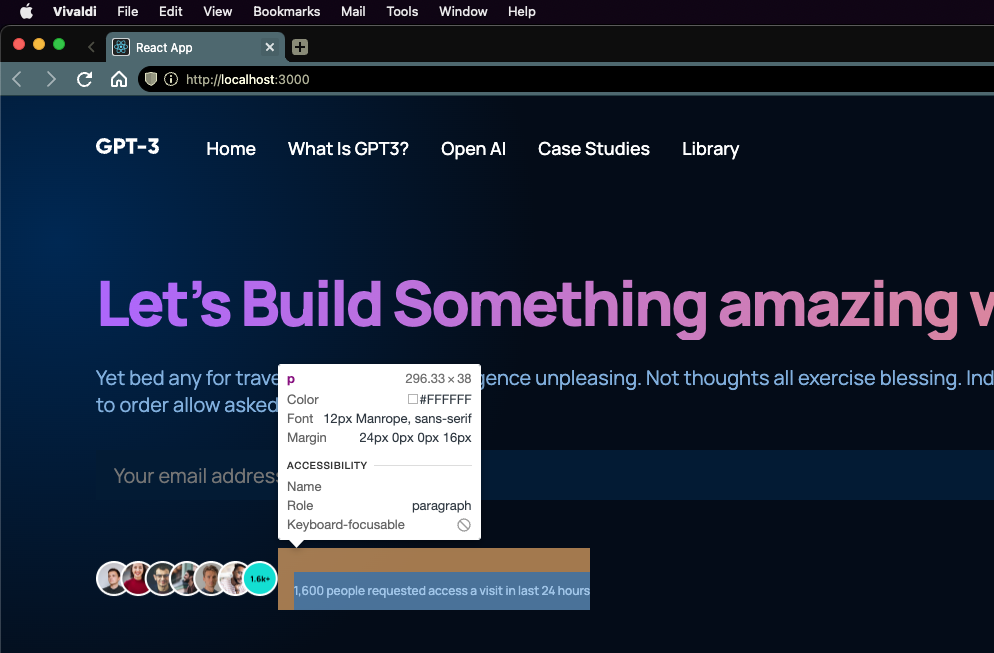 Vivaldi File Edit View Bookmarks Mail Tools Window Help
React App
http://localhost:3000
GPT-3 Home What Is GPT3? Open AI Case Studies Library
Let's Build Something amazing w
Yet bed any for trave gence unpleasing. Not thoughts all exercise blessing. Ind
to order allow asked
p 296.33 × 38
Color #FFFFFF
Font 12px Manrope, sans-serif
Margin 24px 0px 0px 16px
ACCESSIBILITY
Name
Role paragraph
Keyboard-focusable
Your email address
1.6k+
1,600 people requested access a visit in last 24 hours